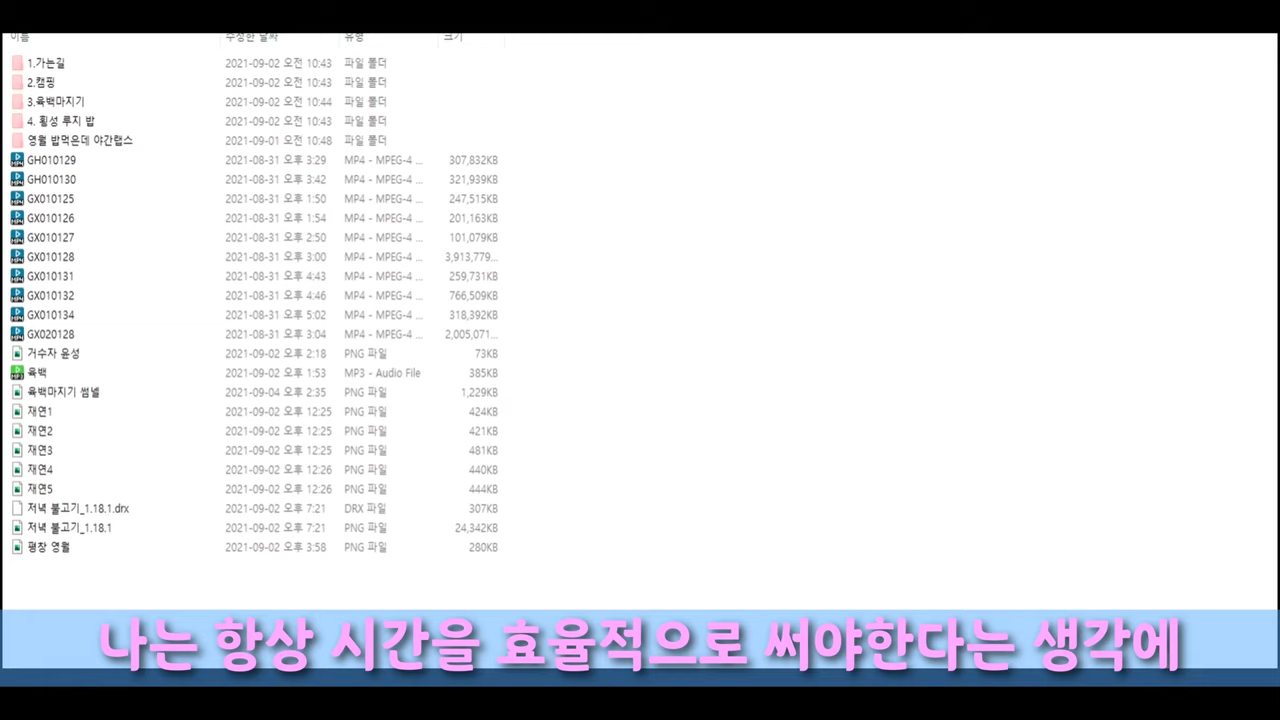 이름 수정한 날짜 유형 크기
1.가는길 2021-09-02 오전 10:43 파일 폴더
2.캠핑 2021-09-02 오전 10:43 파일 폴더
3.육백마지기 2021-09-02 오전 10:44 파일 폴더
4. 횡성 루지 밥 2021-09-02 오전 10:43 파일 폴더
영월 밥먹은데 야간랩스 2021-09-01 오전 10:48 파일 폴더
GH010129 2021-08-31 오후 3:29 MP4 - MPEG-4 ... 307,832KB
GH010130 2021-08-31 오후 3:42 MP4 - MPEG-4 ... 321,939KB
GX010125 2021-08-31 오후 1:50 MP4 - MPEG-4 ... 247,515KB
GX010126 2021-08-31 오후 1:54 MP4 - MPEG-4 ... 201,163KB
GX010127 2021-08-31 오후 2:50 MP4 - MPEG-4 ... 101,079KB
GX010128 2021-08-31 오후 3:00 MP4 - MPEG-4 ... 3,913,779...
GX010131 2021-08-31 오후 4:43 MP4 - MPEG-4 ... 259,731KB
GX010132 2021-08-31 오후 4:46 MP4 - MPEG-4 ... 766,509KB
GX010134 2021-08-31 오후 5:02 MP4 - MPEG-4 ... 318,392KB
GX020128 2021-08-31 오후 3:04 MP4 - MPEG-4 ... 2,005,071...
거수자 윤성 2021-09-02 오후 2:18 PNG 파일 73KB
육백 2021-09-02 오후 1:53 MP3 - Audio File 385KB
육백마지기 썸넬 2021-09-04 오후 2:35 PNG 파일 1,229KB
재연1 2021-09-02 오후 12:25 PNG 파일 424KB
재연2 2021-09-02 오후 12:25 PNG 파일 421KB
재연3 2021-09-02 오후 12:25 PNG 파일 481KB
재연4 2021-09-02 오후 12:26 PNG 파일 440KB
재연5 2021-09-02 오후 12:26 PNG 파일 444KB
저녁 불고기_1.18.1.drx 2021-09-02 오후 7:21 DRX 파일 307KB
저녁 불고기_1.18.1 2021-09-02 오후 7:21 PNG 파일 24,342KB
평창 영월 2021-09-02 오후 3:58 PNG 파일 280KB
나는 항상 시간을 효율적으로 써야한다는 생각에